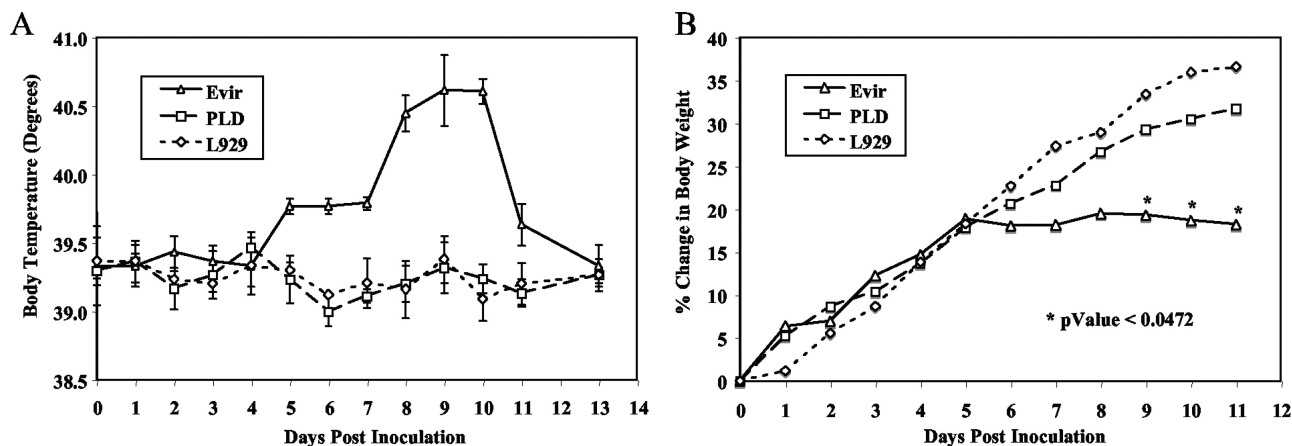 A
41.0
40.5
40.0
39.5
39.0
38.5
Body Temperature (Degrees)
Evir
PLD
L929
0 1 2 3 4 5 6 7 8 9 10 11 12 13 14
Days Post Inoculation
B
40
35
30
25
20
15
10
5
0
% Change in Body Weight
Evir
PLD
L929
* * *
* pValue < 0.0472
0 1 2 3 4 5 6 7 8 9 10 11 12
Days Post Inoculation